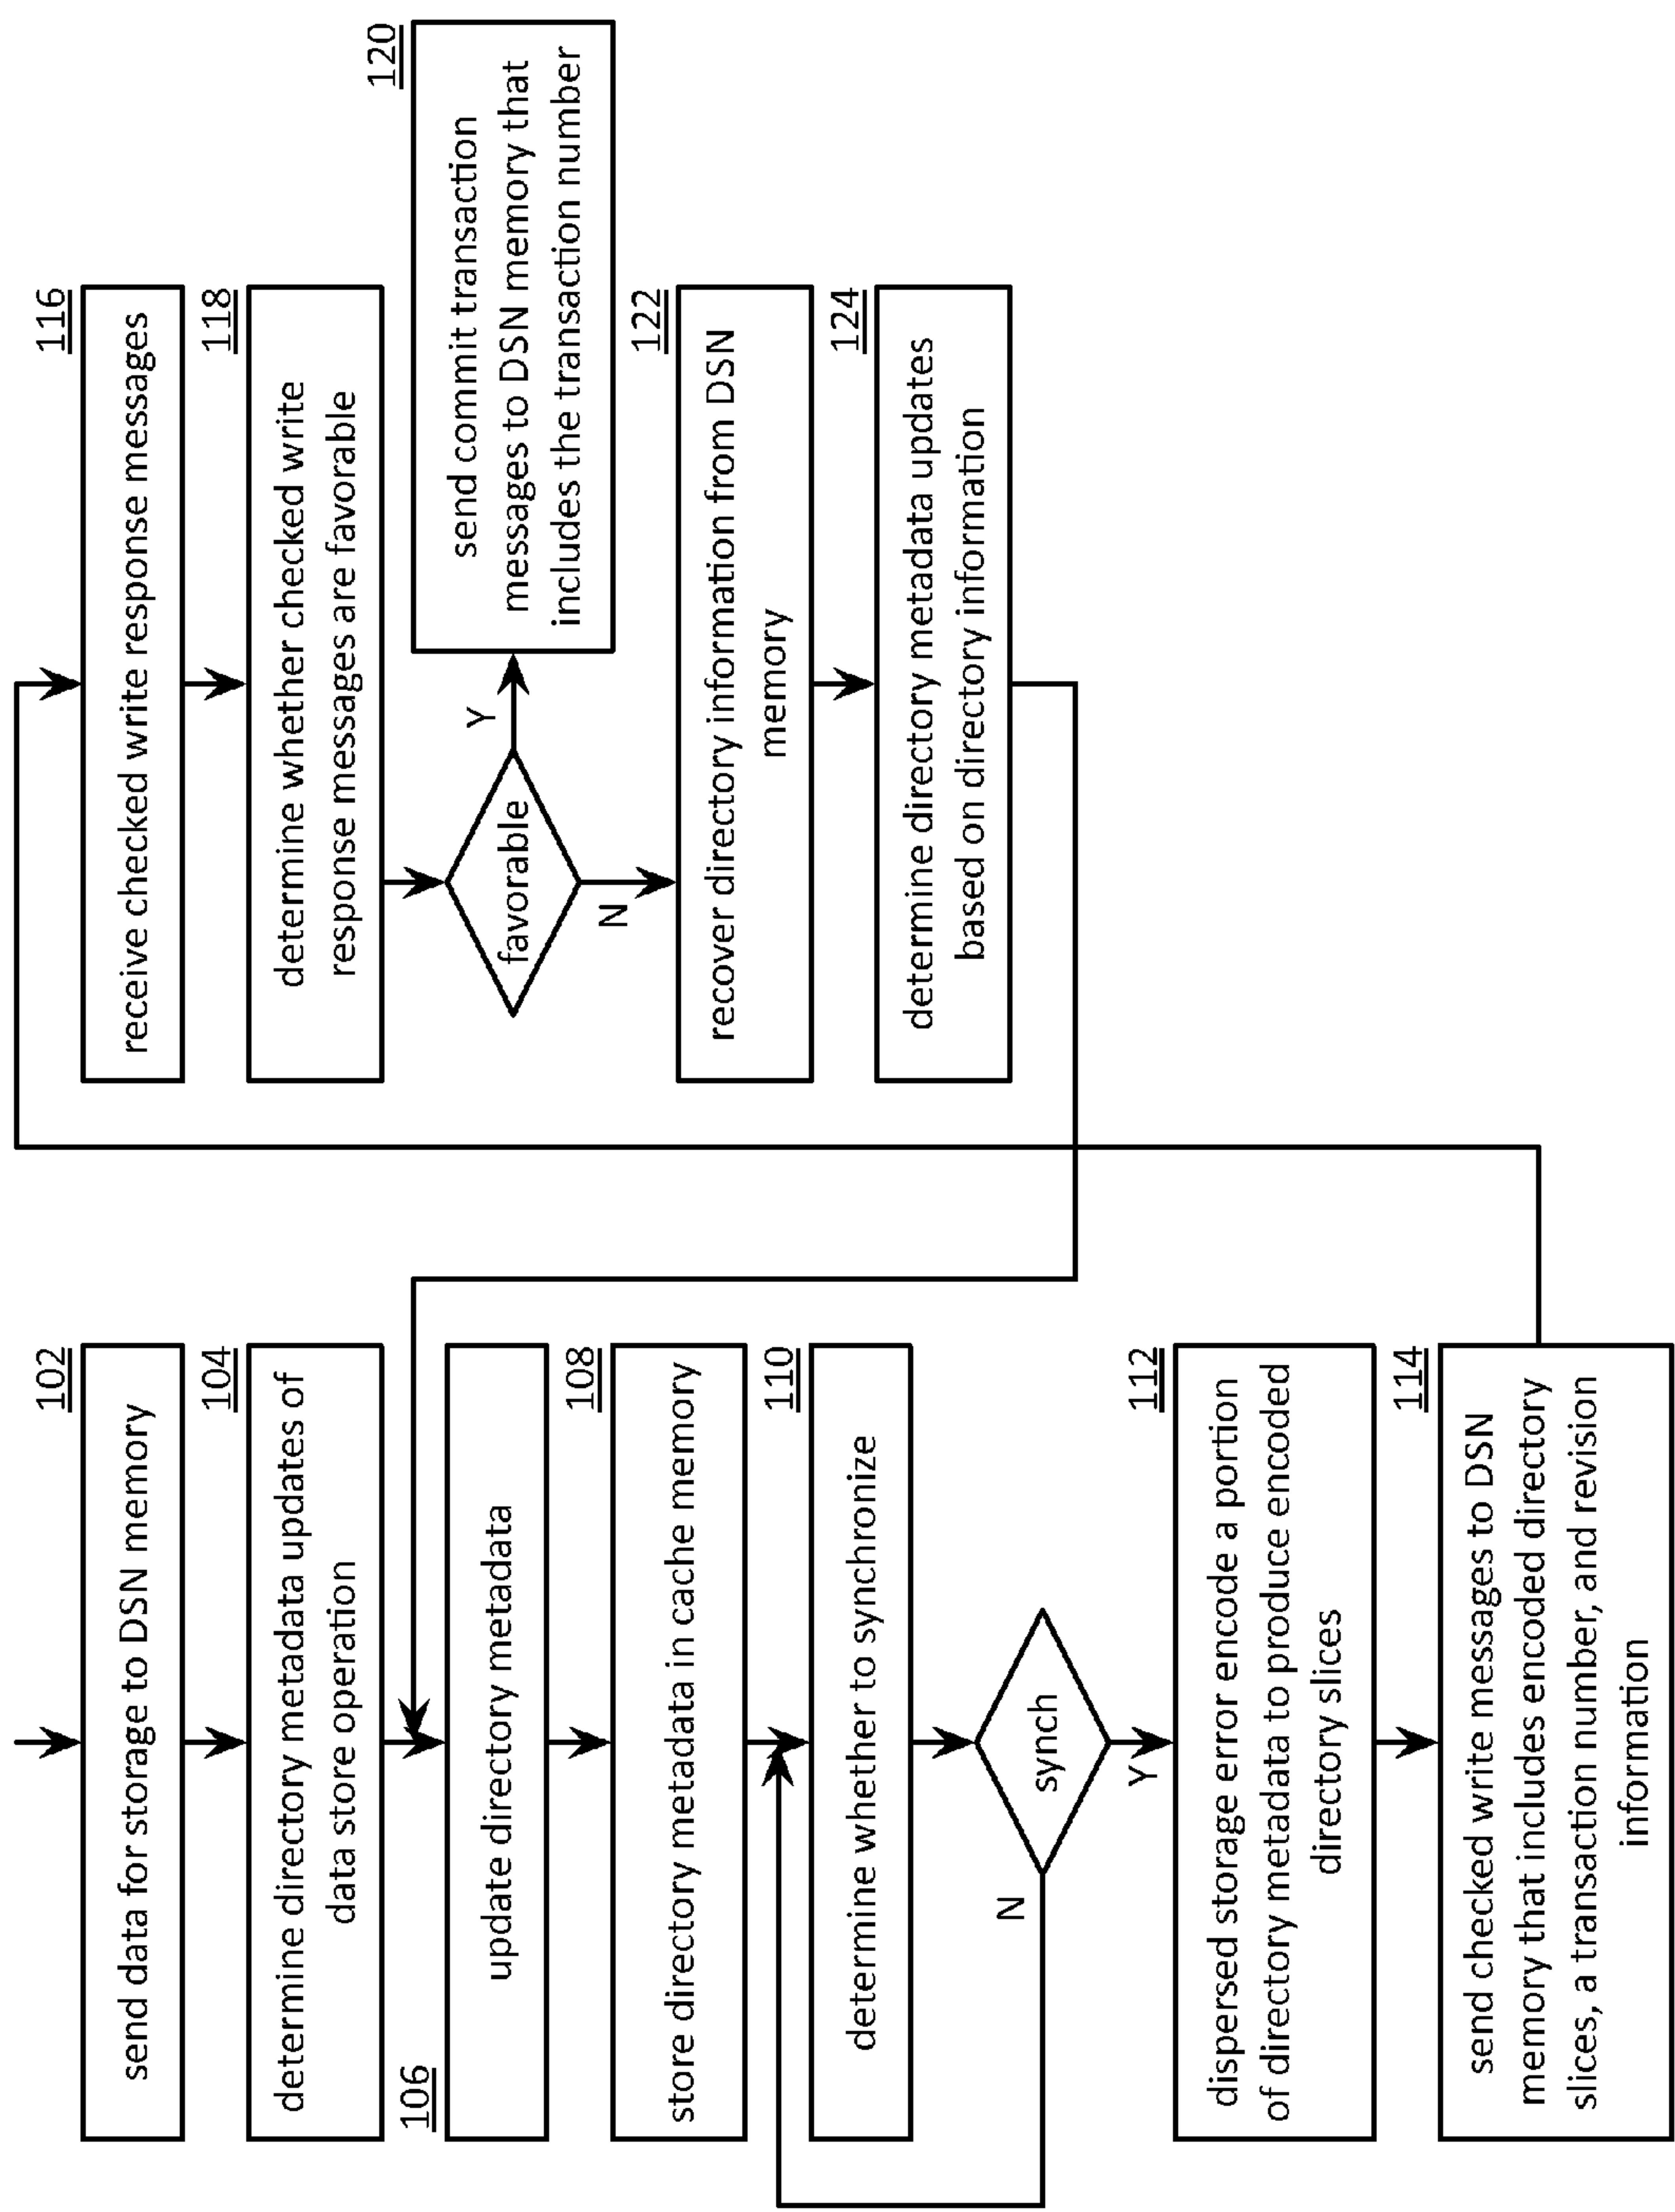 102
send data for storage to DSN memory
104
determine directory metadata updates of
data store operation
106
update directory metadata
108
store directory metadata in cache memory
110
determine whether to synchronize
synch
N
Y
112
dispersed storage error encode a portion
of directory metadata to produce encoded
directory slices
114
send checked write messages to DSN
memory that includes encoded directory
slices, a transaction number, and revision
information
116
receive checked write response messages
118
determine whether checked write
response messages are favorable
favorable
Y
N
120
send commit transaction
messages to DSN memory that
includes the transaction number
122
recover directory information from DSN
memory
124
determine directory metadata updates
based on directory information